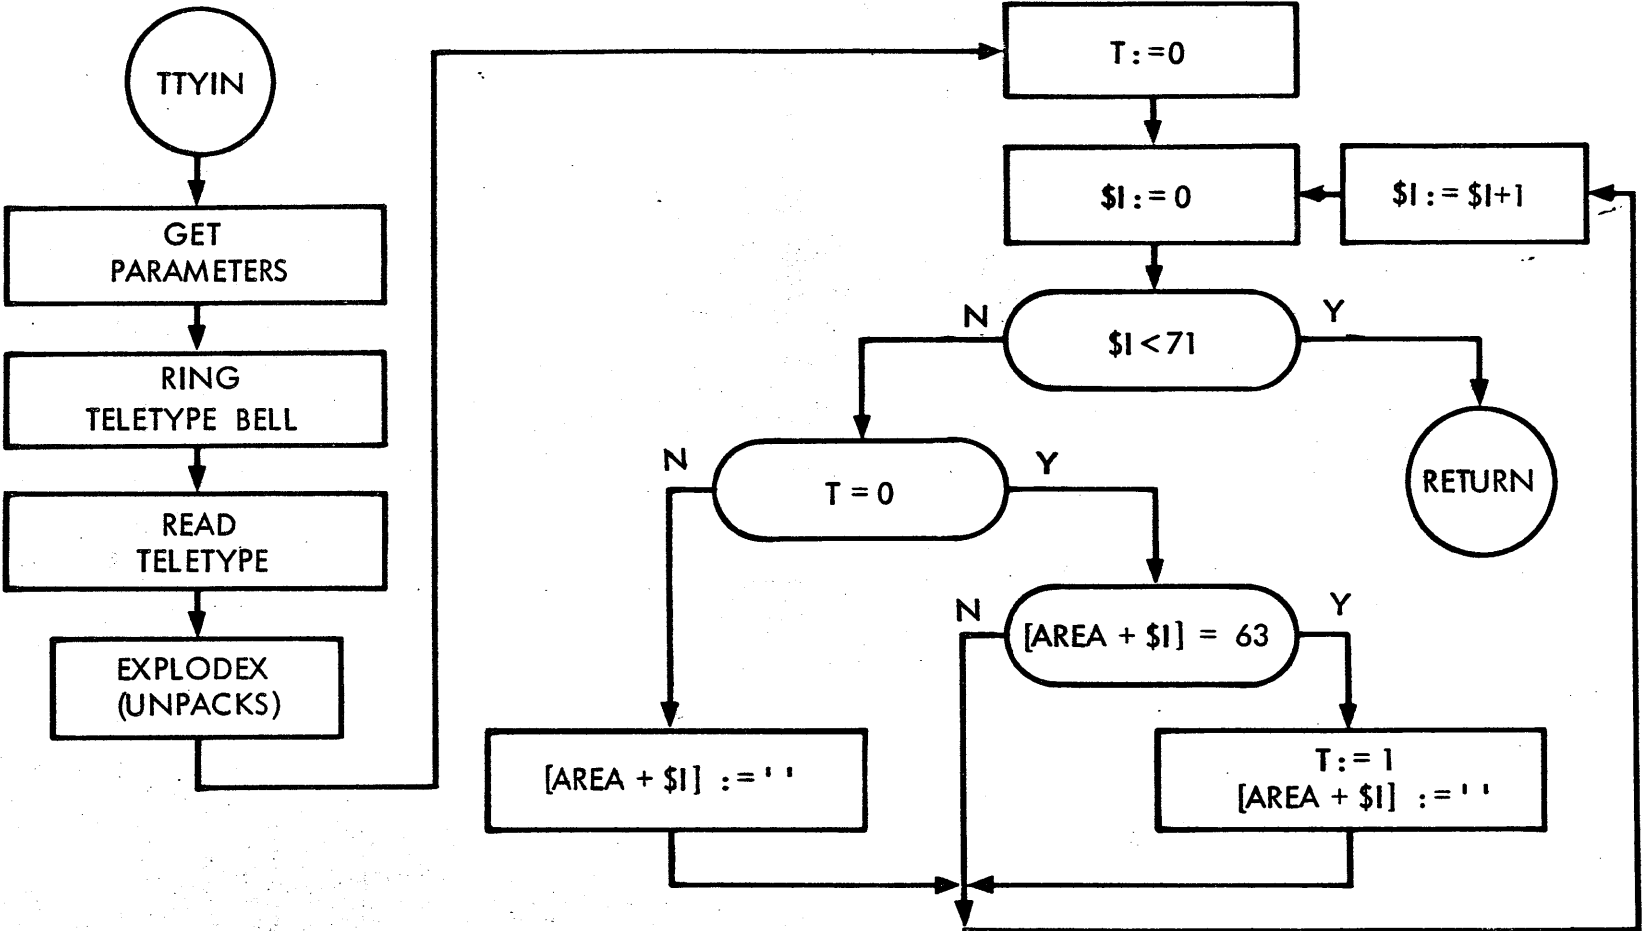 TTYIN
GET
PARAMETERS
RING
TELETYPE BELL
READ
TELETYPE
EXPLODEX
(UNPACKS)
T:=0
$I:=0
$I:=$I+1
N
$I<71
Y
RETURN
N
T=0
Y
N
[AREA + $I] = 63
Y
[AREA + $I] :=' '
T:= 1
[AREA + $I] :=' '